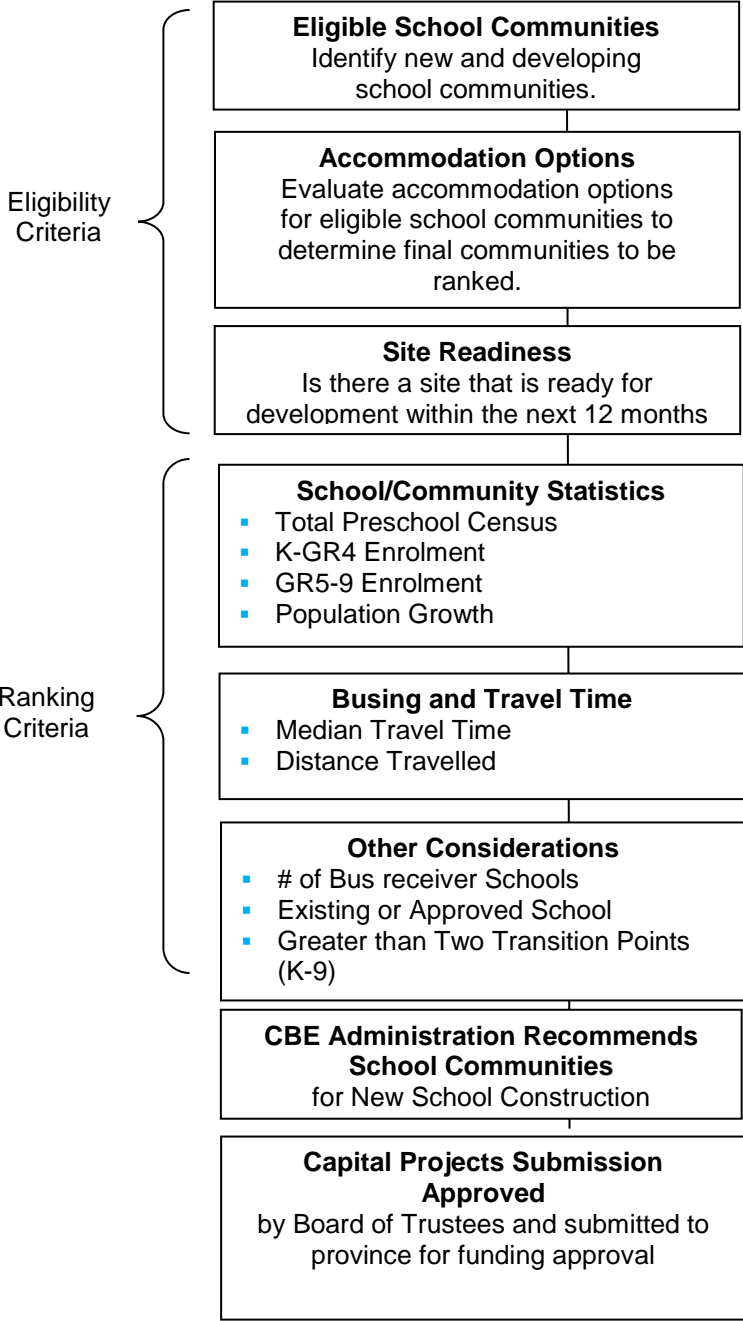 Eligible School Communities
Identify new and developing
school communities.
Accommodation Options
Evaluate accommodation options
for eligible school communities to
determine final communities to be
ranked.
Eligibility
Criteria
Site Readiness
Is there a site that is ready for
development within the next 12 months
School/Community Statistics
▪ Total Preschool Census
▪ K-GR4 Enrolment
▪ GR5-9 Enrolment
▪ Population Growth
Ranking
Criteria
Busing and Travel Time
▪ Median Travel Time
▪ Distance Travelled
Other Considerations
▪ # of Bus receiver Schools
▪ Existing or Approved School
▪ Greater than Two Transition Points
(K-9)
CBE Administration Recommends
School Communities
for New School Construction
Capital Projects Submission
Approved
by Board of Trustees and submitted to
province for funding approval